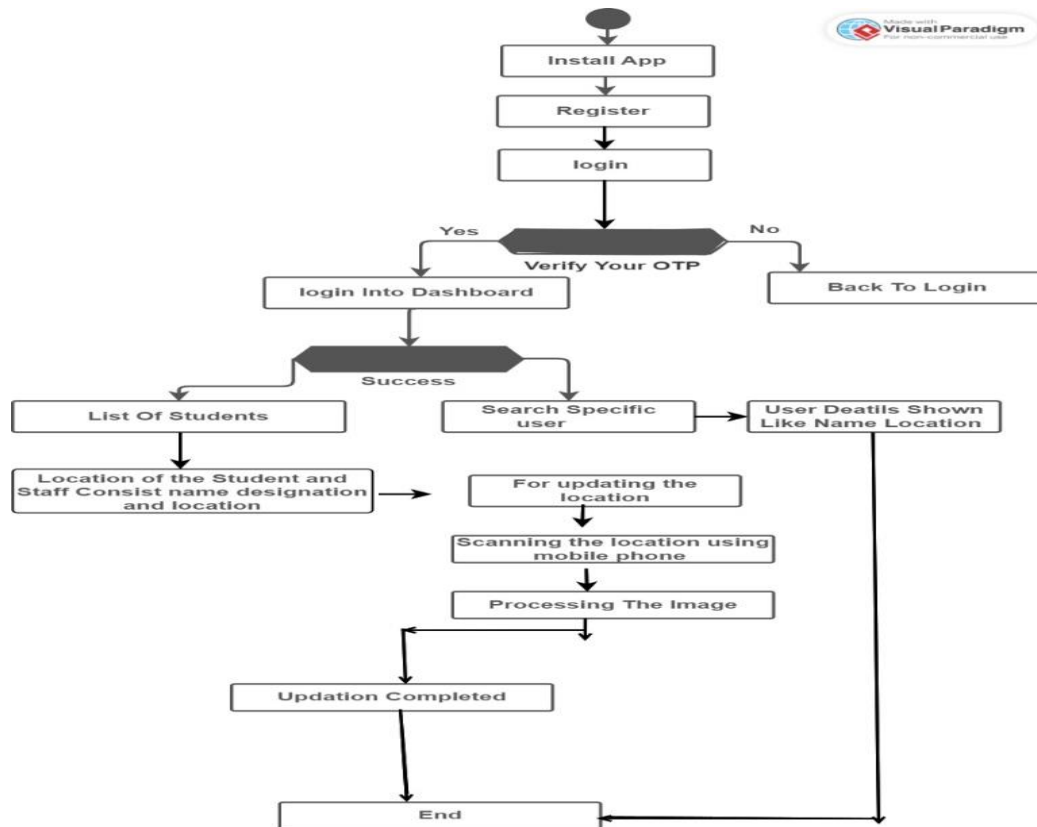 Made with
Visual Paradigm
For non-commercial use
Install App
Register
login
Yes
No
Verify Your OTP
login Into Dashboard
Back To Login
Success
List Of Students
Search Specific
user
User Deatils Shown
Like Name Location
Location of the Student and
Staff Consist name designation
and location
For updating the
location
Scanning the location using
mobile phone
Processing The Image
Updation Completed
End